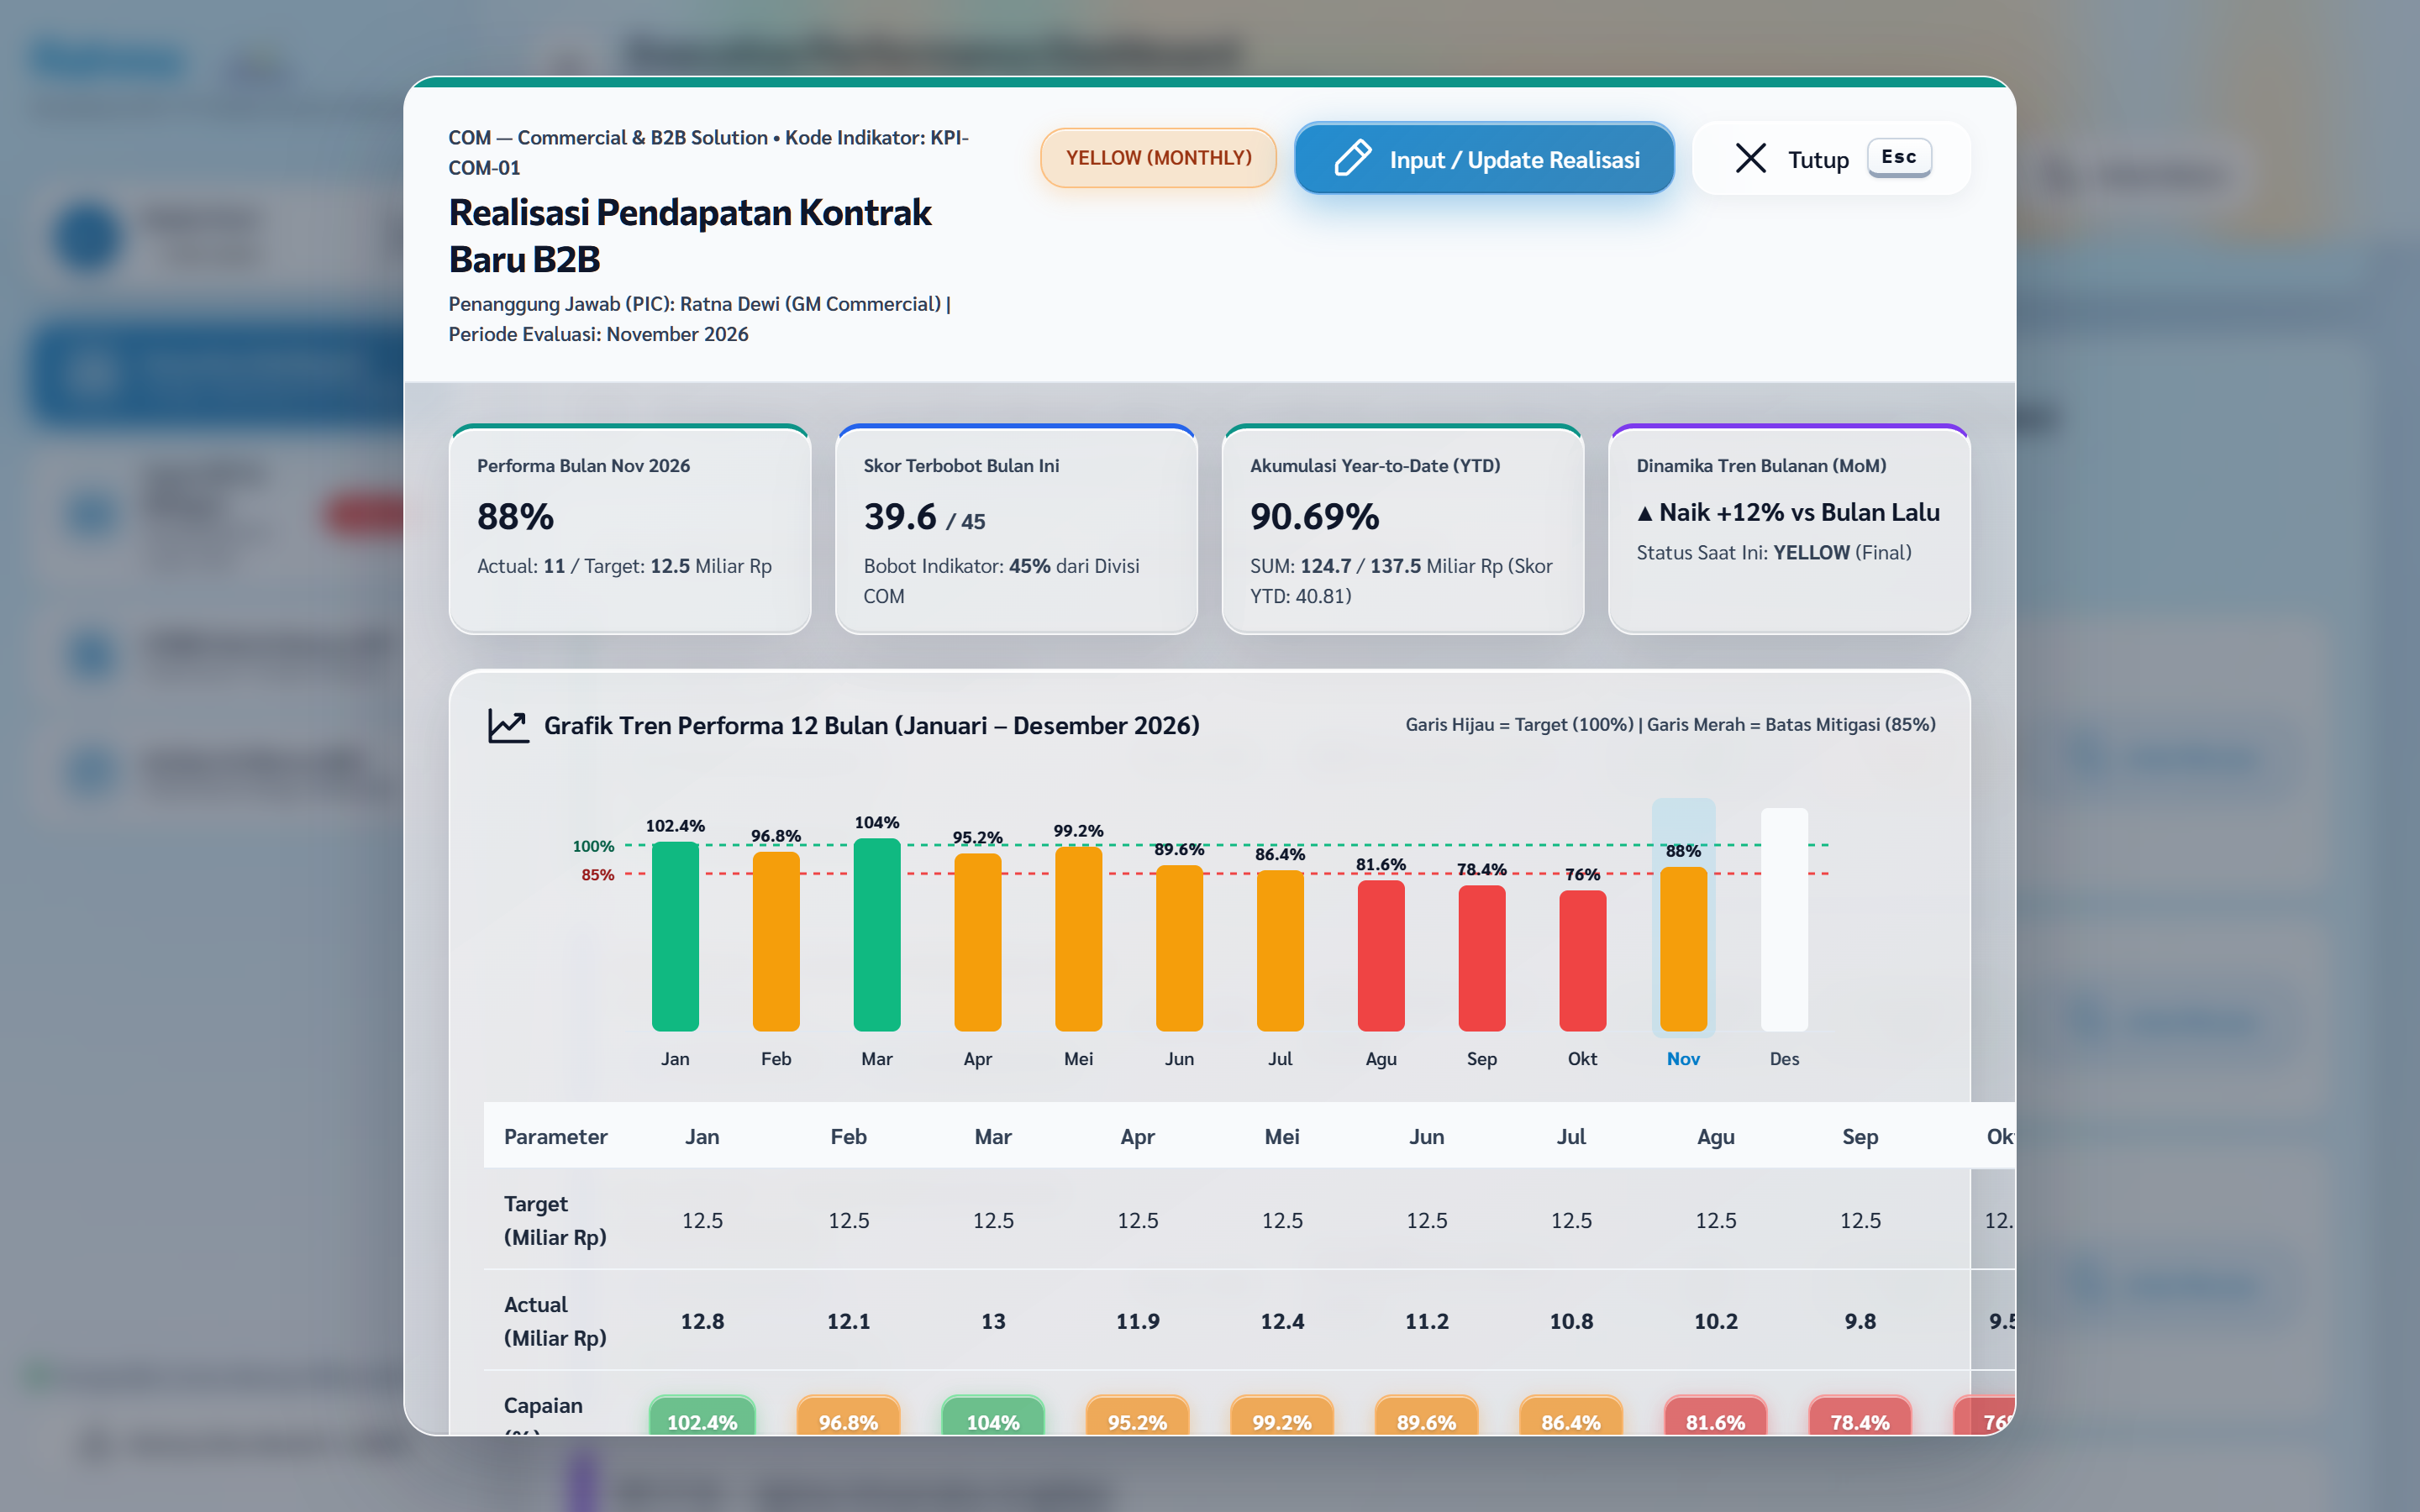 COM — Commercial & B2B Solution • Kode Indikator: KPI-
COM-01
Realisasi Pendapatan Kontrak
Baru B2B
Penanggung Jawab (PIC): Ratna Dewi (GM Commercial) |
Periode Evaluasi: November 2026
YELLOW (MONTHLY)
Input / Update Realisasi
Tutup Esc
Performa Bulan Nov 2026
88%
Actual: 11 / Target: 12.5 Miliar Rp
Skor Terbobot Bulan Ini
39.6 / 45
Bobot Indikator: 45% dari Divisi
COM
Akumulasi Year-to-Date (YTD)
90.69%
SUM: 124.7 / 137.5 Miliar Rp (Skor
YTD: 40.81)
Dinamika Tren Bulanan (MoM)
▲ Naik +12% vs Bulan Lalu
Status Saat Ini: YELLOW (Final)
Grafik Tren Performa 12 Bulan (Januari – Desember 2026)
Garis Hijau = Target (100%) | Garis Merah = Batas Mitigasi (85%)
102.4% 96.8% 104% 95.2% 99.2% 89.6% 86.4% 81.6% 78.4% 76% 88%
100%
85%
Jan Feb Mar Apr Mei Jun Jul Agu Sep Okt Nov Des
Parameter Jan Feb Mar Apr Mei Jun Jul Agu Sep
Target
(Miliar Rp)
12.5 12.5 12.5 12.5 12.5 12.5 12.5 12.5 12.5
Actual
(Miliar Rp)
12.8 12.1 13 11.9 12.4 11.2 10.8 10.2 9.8
Capaian
(%)
102.4% 96.8% 104% 95.2% 99.2% 89.6% 86.4% 81.6% 78.4%